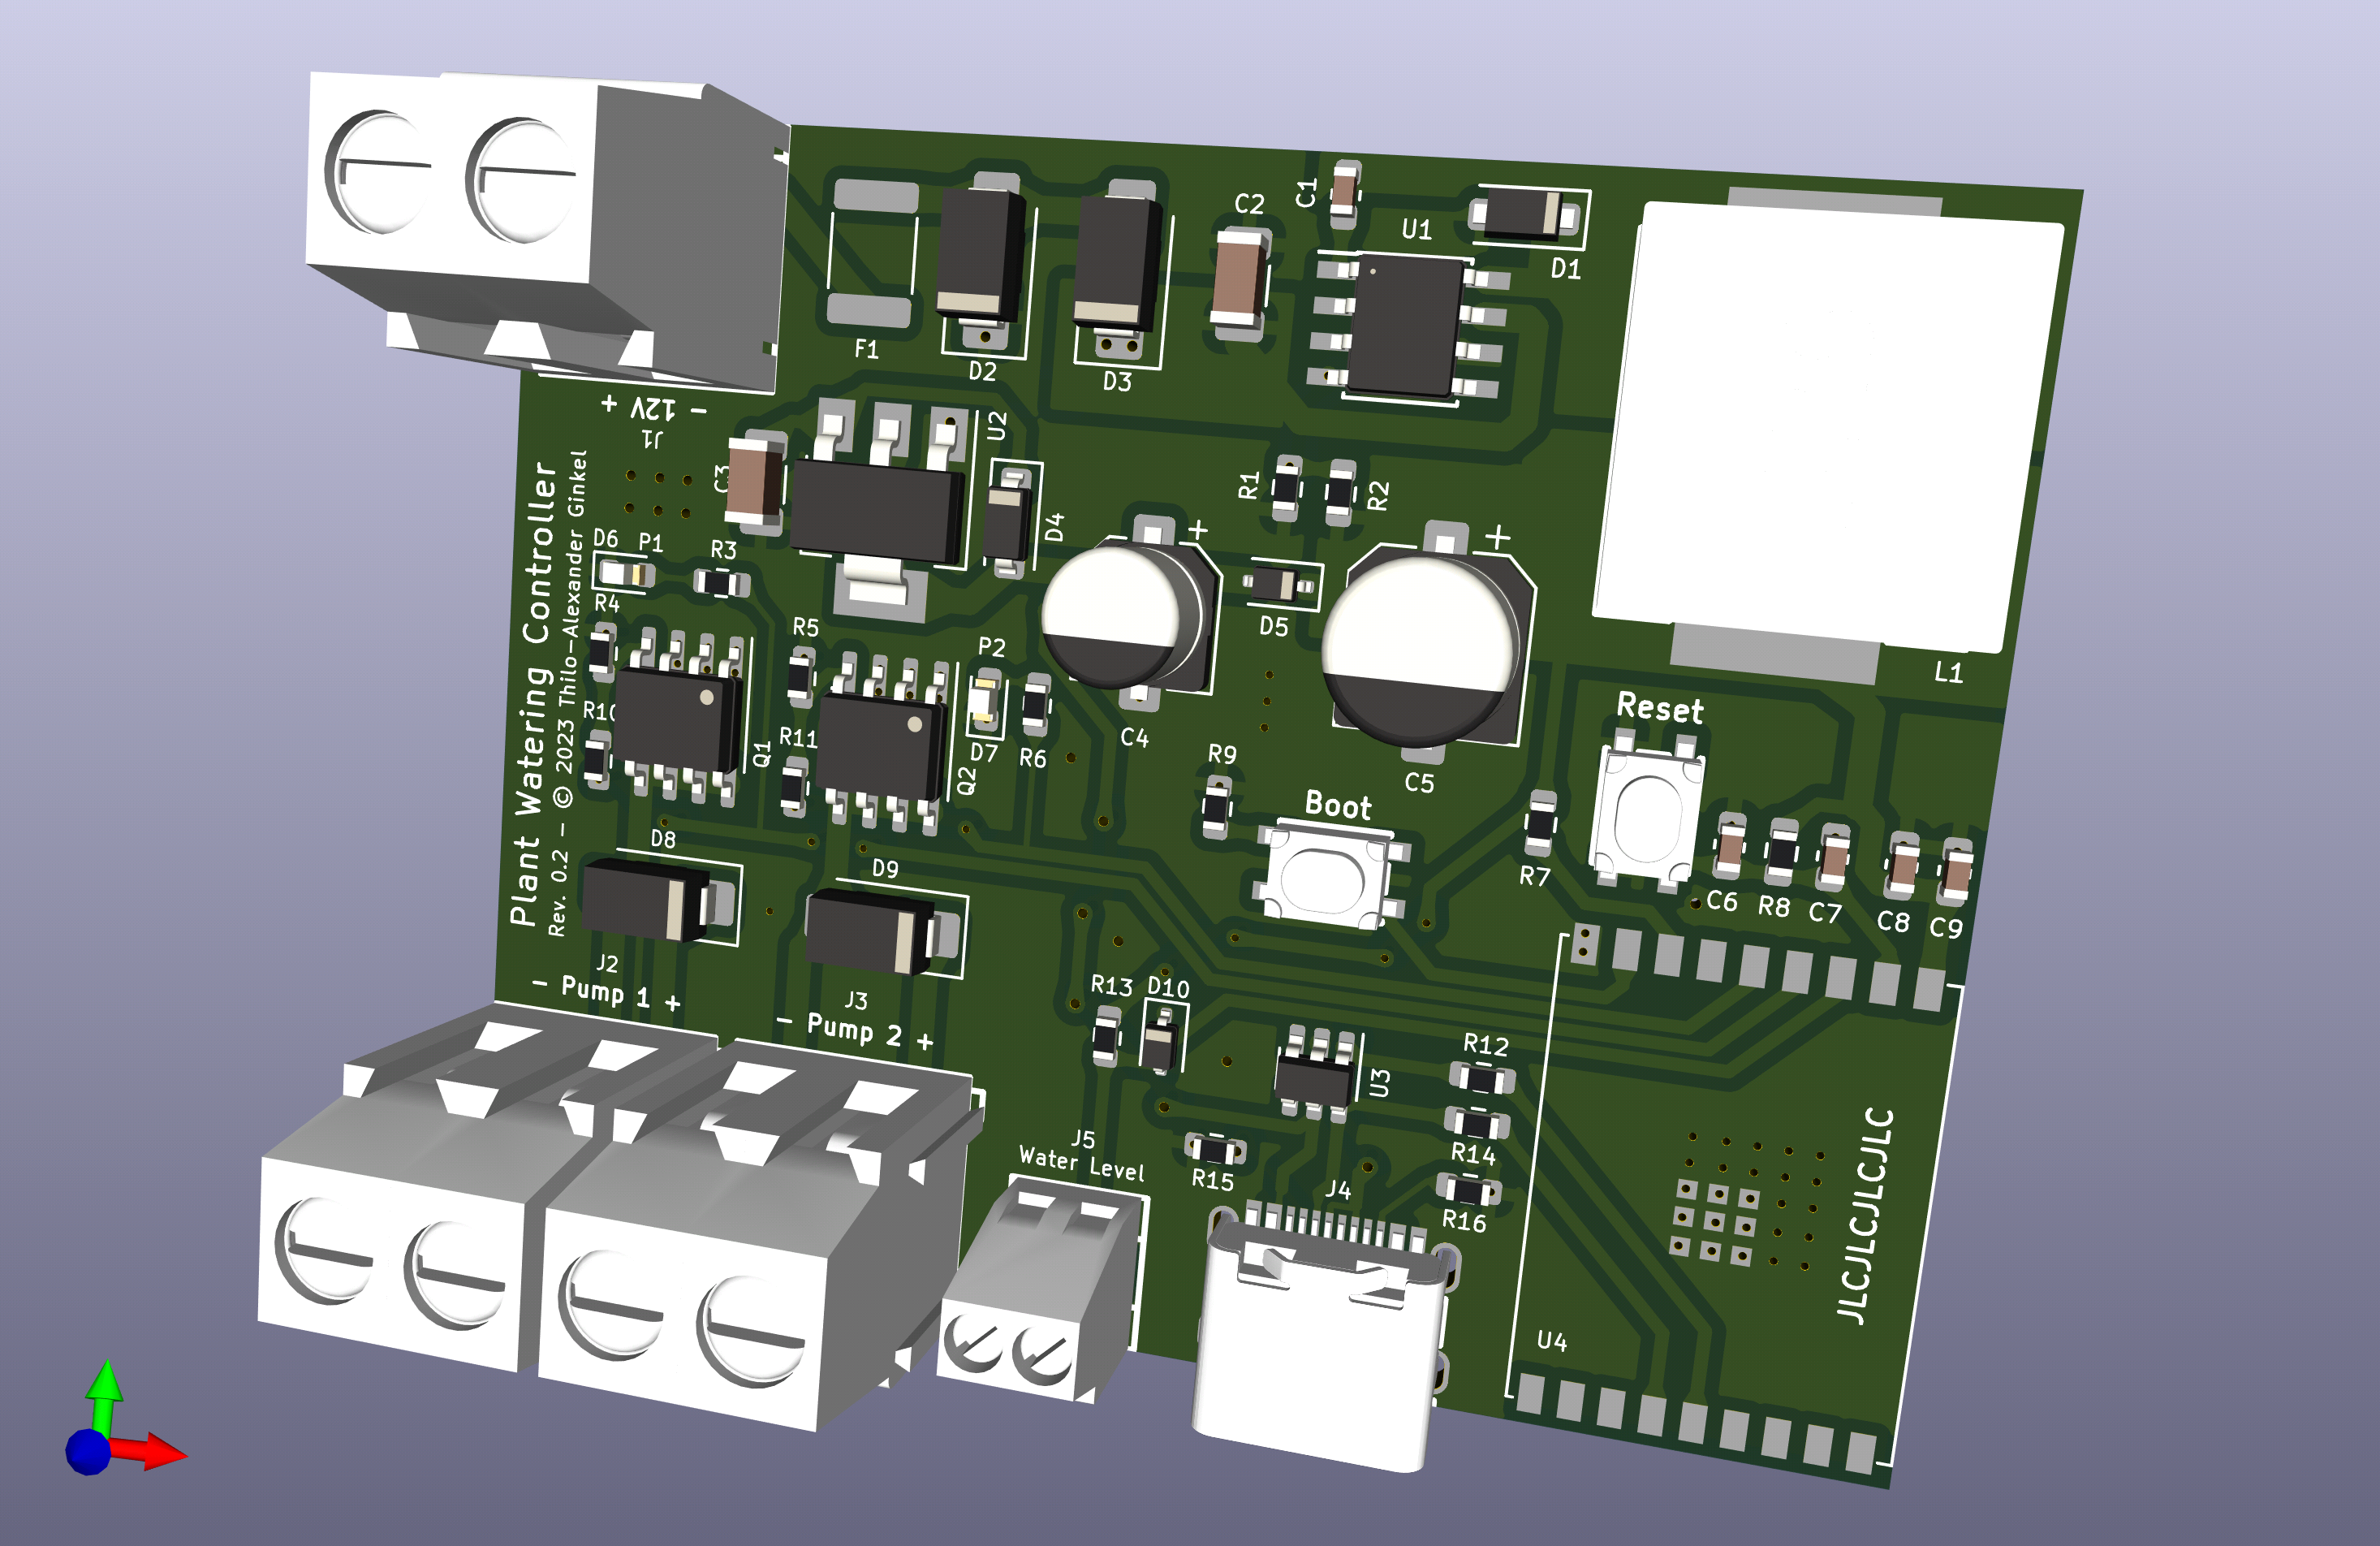 C1
C2
U1
D1
F1
D2
D3
- 12V +
J1
U2
C3
D4
R1
R2
+
+
D6
P1
R3
D5
R4
R5
P2
L1
Plant Watering Controller
Rev. 0.2 – © 2023 Thilo-Alexander Ginkel
Reset
R10
Q1
R11
D7
R6
C4
R9
C5
Q2
Boot
D8
D9
R7
C6
R8
C7
C8
C9
J2
- Pump 1 +
J3
- Pump 2 +
R13
D10
R12
U3
R14
J5
Water Level
R15
J4
R16
JLCJLCJLCJLC
U4